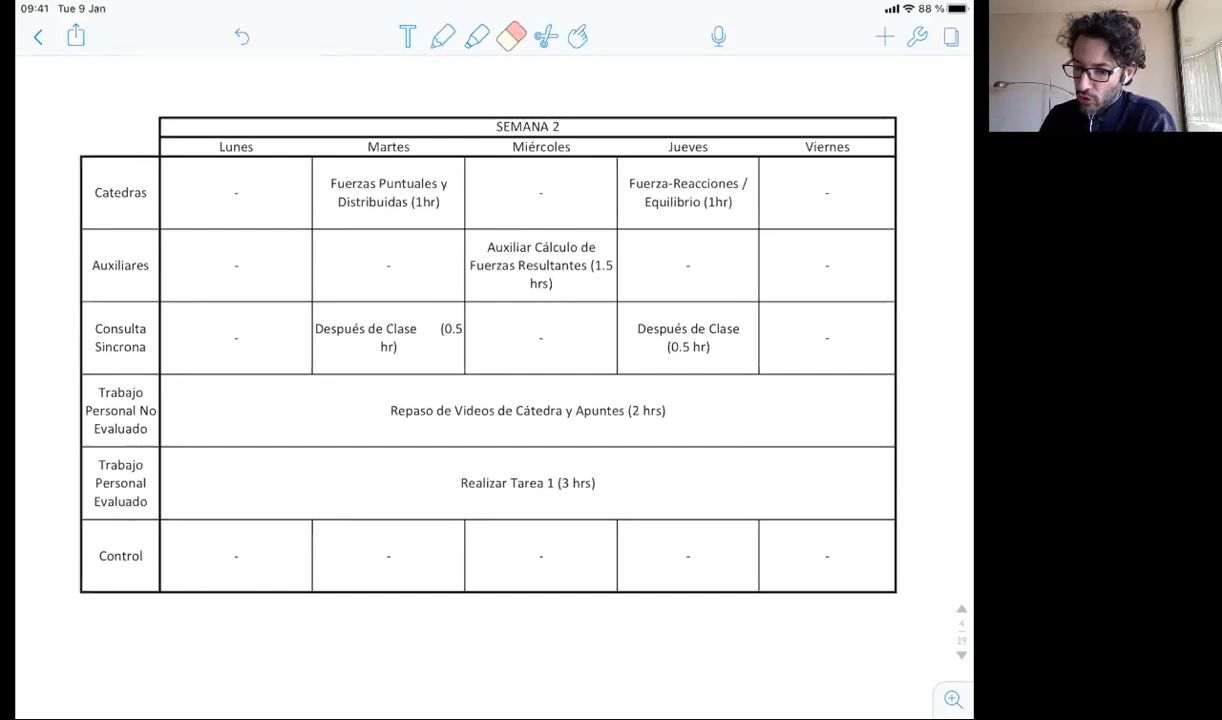 09:41 Tue 9 Jan
88 %
T
SEMANA 2
Lunes Martes Miércoles Jueves Viernes
Catedras
-
Fuerzas Puntuales y
Distribuidas (1hr)
-
Fuerza-Reacciones /
Equilibrio (1hr)
-
Auxiliares
-
-
Auxiliar Cálculo de
Fuerzas Resultantes (1.5
hrs)
-
-
Consulta
Sincrona
-
Después de Clase (0.5
hr)
-
Después de Clase
(0.5 hr)
-
Trabajo
Personal No
Evaluado
Repaso de Videos de Cátedra y Apuntes (2 hrs)
Trabajo
Personal
Evaluado
Realizar Tarea 1 (3 hrs)
Control
- - - - -
4
29